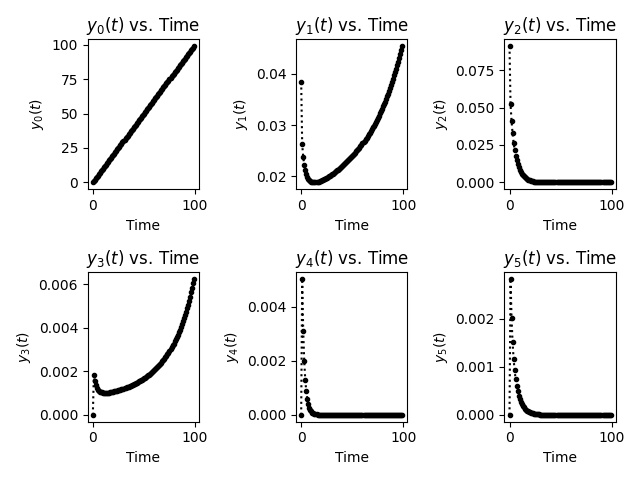 y₀(t) vs. Time
y₁(t) vs. Time
y₂(t) vs. Time
100
75
50
25
0
y₀(t)
0
100
Time
0.04
0.03
0.02
y₁(t)
0
100
Time
0.075
0.050
0.025
0.000
y₂(t)
0
100
Time
y₃(t) vs. Time
y₄(t) vs. Time
y₅(t) vs. Time
0.006
0.004
0.002
0.000
y₃(t)
0
100
Time
0.004
0.002
0.000
y₄(t)
0
100
Time
0.002
0.001
0.000
y₅(t)
0
100
Time